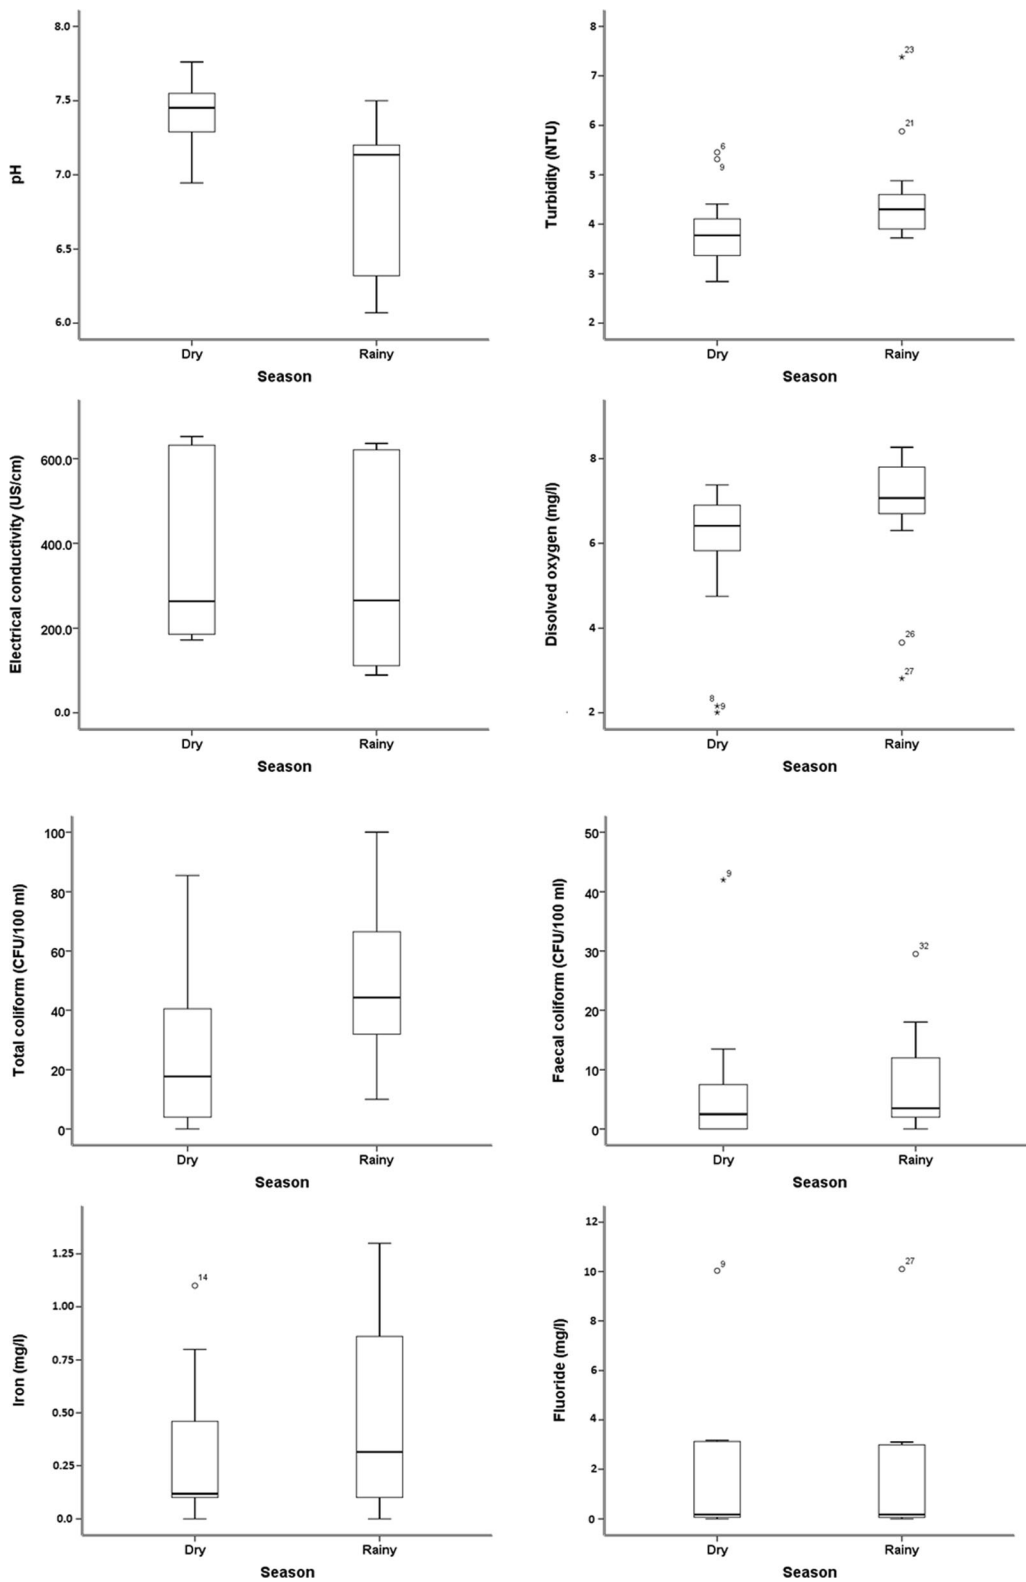 8.0
7.5
7.0
6.5
6.0
pH
Dry
Rainy
Season
8
7
6
5
4
3
2
Turbidity (NTU)
6
9
23
21
Dry
Rainy
Season
600.0
400.0
200.0
0.0
Electrical conductivity (US/cm)
Dry
Rainy
Season
8
6
4
2
Disolved oxygen (mg/l)
8
9
26
27
Dry
Rainy
Season
100
80
60
40
20
0
Total coliform (CFU/100 ml)
Dry
Rainy
Season
50
40
30
20
10
0
Faecal coliform (CFU/100 ml)
9
32
Dry
Rainy
Season
1.25
1.00
0.75
0.50
0.25
0.0
Iron (mg/l)
14
Dry
Rainy
Season
12
10
8
6
4
2
0
Fluoride (mg/l)
9
27
Dry
Rainy
Season